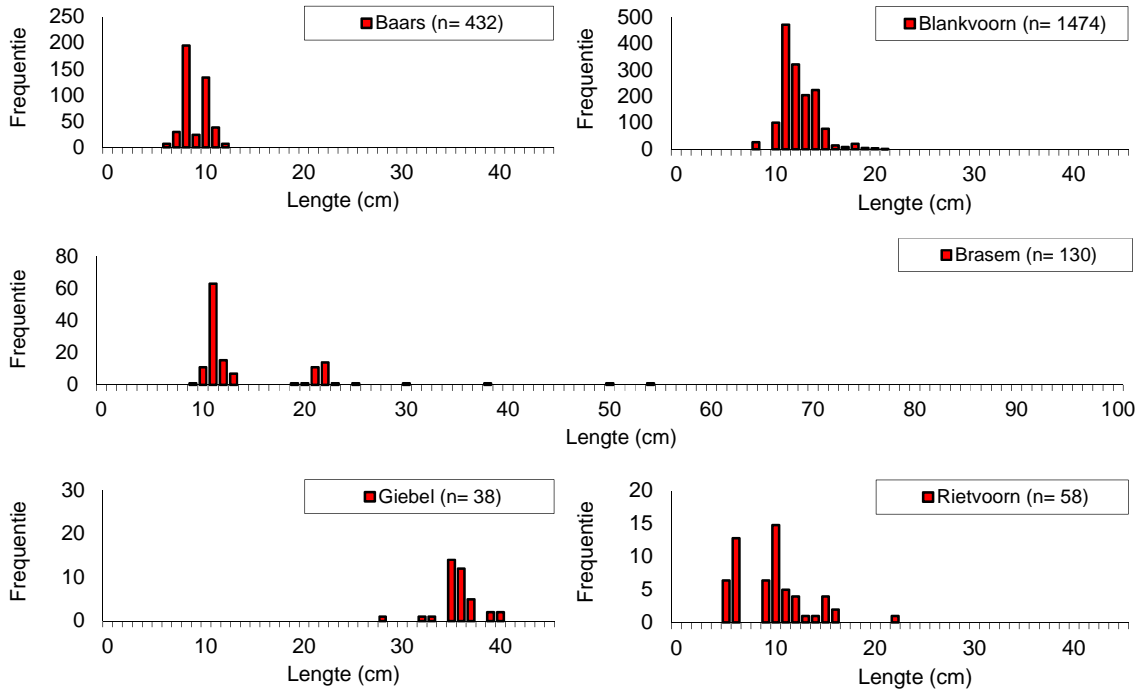 Baars (n= 432)
Frequentie
250
200
150
100
50
0
0 10 20 30 40
Lengte (cm)
Blankvoorn (n= 1474)
Frequentie
500
400
300
200
100
0
0 10 20 30 40
Lengte (cm)
Brasem (n= 130)
Frequentie
80
60
40
20
0
0 10 20 30 40 50 60 70 80 90 100
Lengte (cm)
Giebel (n= 38)
Frequentie
30
20
10
0
0 10 20 30 40
Lengte (cm)
Rietvoorn (n= 58)
Frequentie
20
15
10
5
0
0 10 20 30 40
Lengte (cm)